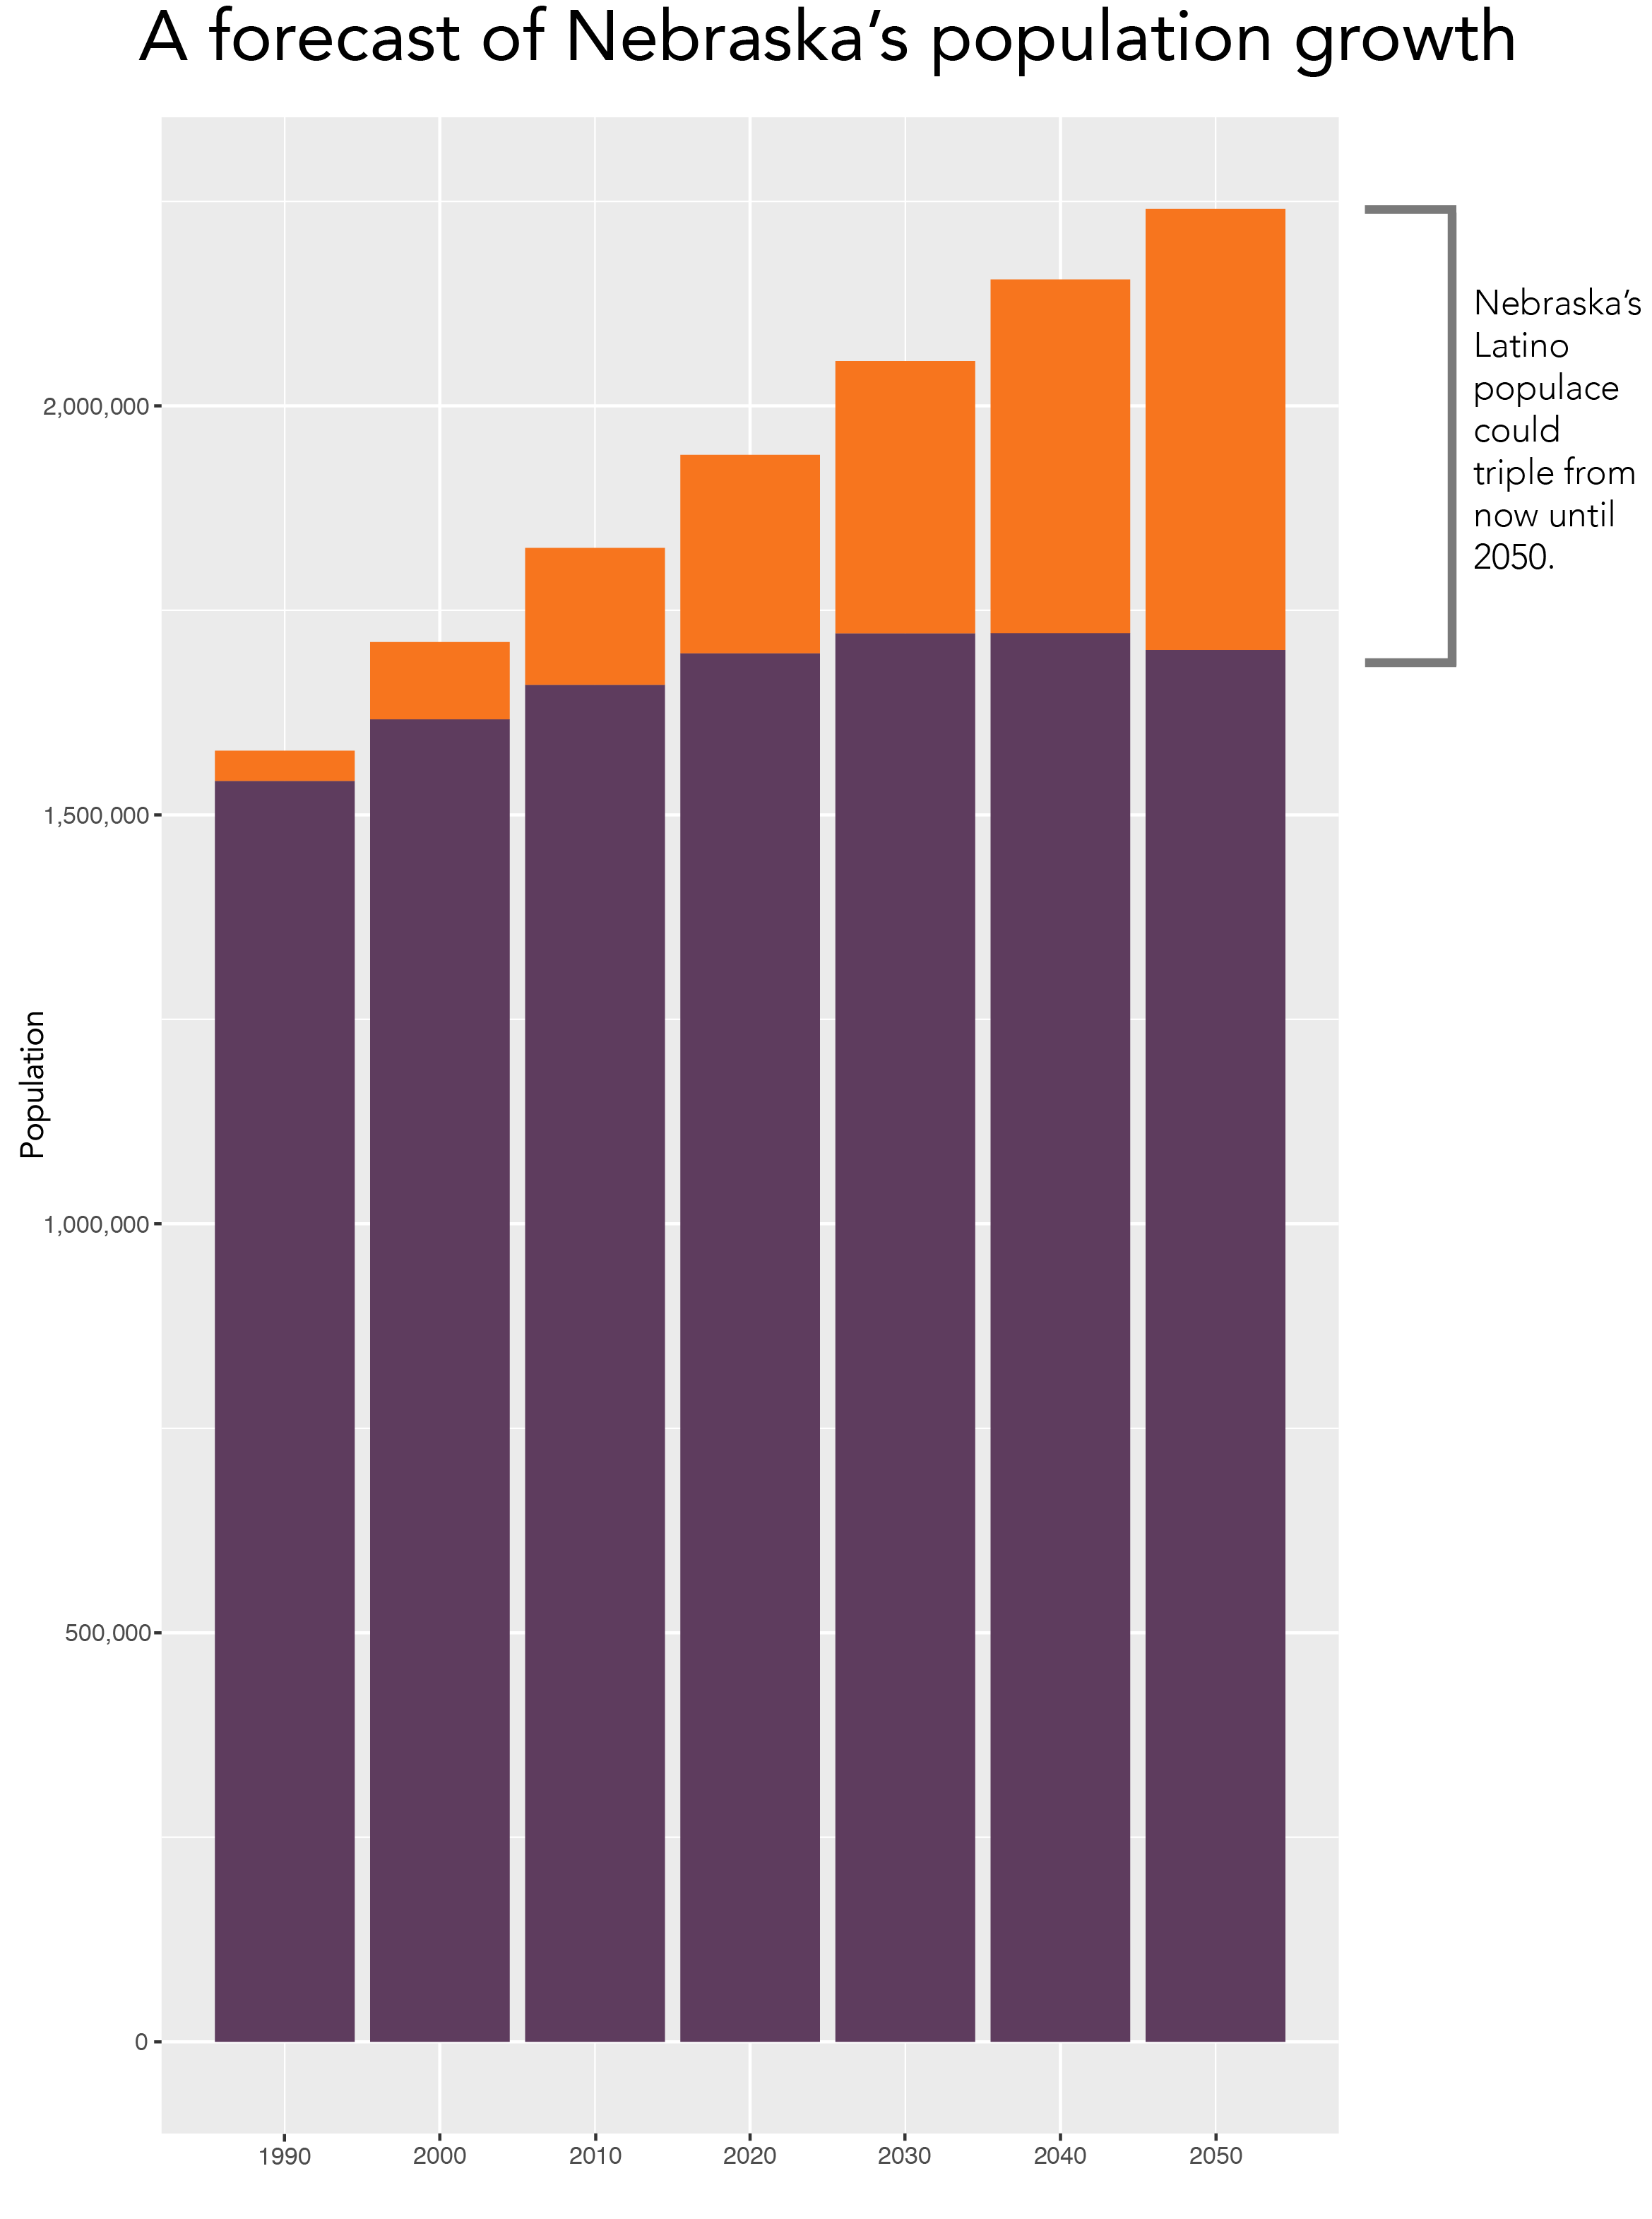 A forecast of Nebraska’s population growth
Nebraska’s
Latino
populace
could
triple from
now until
2050.
Population
2,000,000
1,500,000
1,000,000
500,000
0
1990
2000
2010
2020
2030
2040
2050